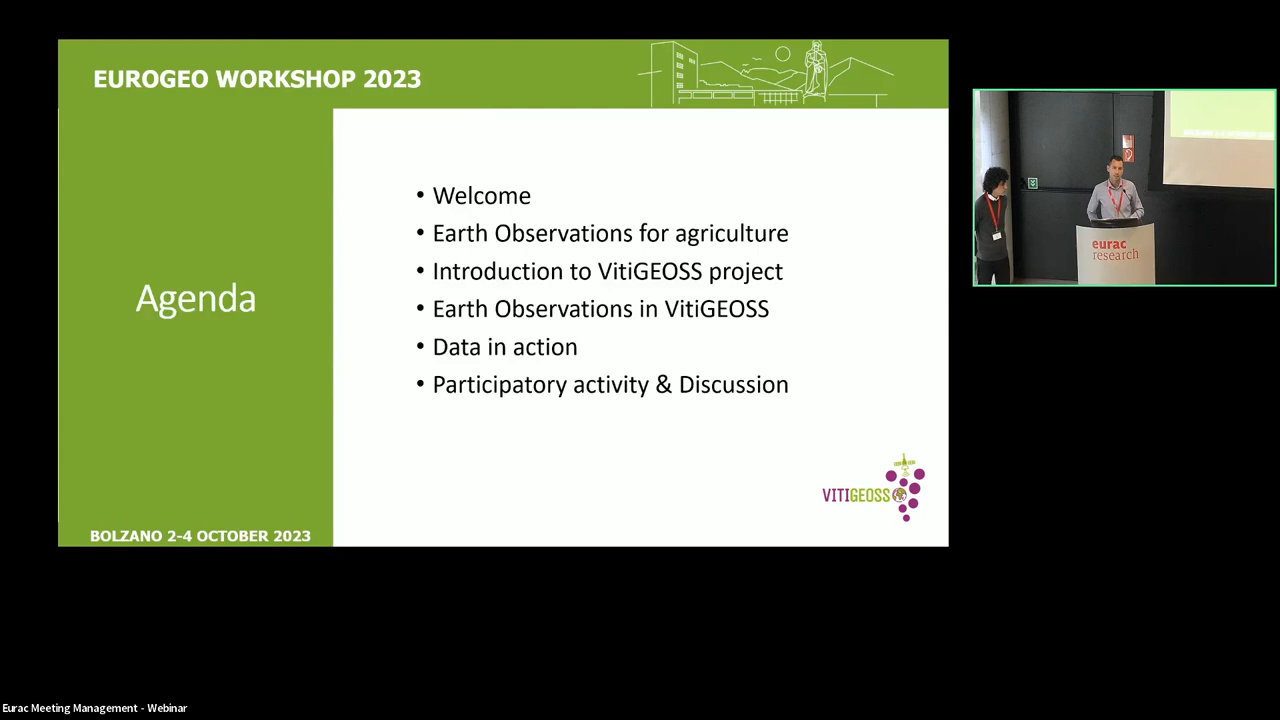 EUROGEO WORKSHOP 2023
Agenda
• Welcome
• Earth Observations for agriculture
• Introduction to VitiGEOSS project
• Earth Observations in VitiGEOSS
• Data in action
• Participatory activity & Discussion
VITIGEOSS
BOLZANO 2-4 OCTOBER 2023
eurac
research
Eurac Meeting Management - Webinar